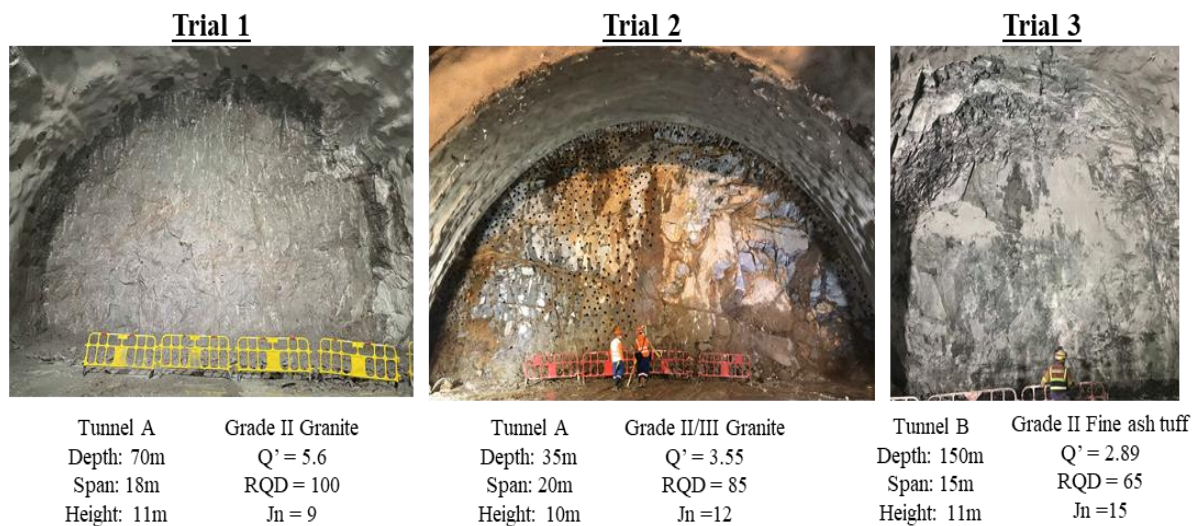 Trial 1
Trial 2
Trial 3
Tunnel A
Depth: 70m
Span: 18m
Height: 11m
Grade II Granite
Q’ = 5.6
RQD = 100
Jn = 9
Tunnel A
Depth: 35m
Span: 20m
Height: 10m
Grade II/III Granite
Q’ = 3.55
RQD = 85
Jn =12
Tunnel B
Depth: 150m
Span: 15m
Height: 11m
Grade II Fine ash tuff
Q’ = 2.89
RQD = 65
Jn =15